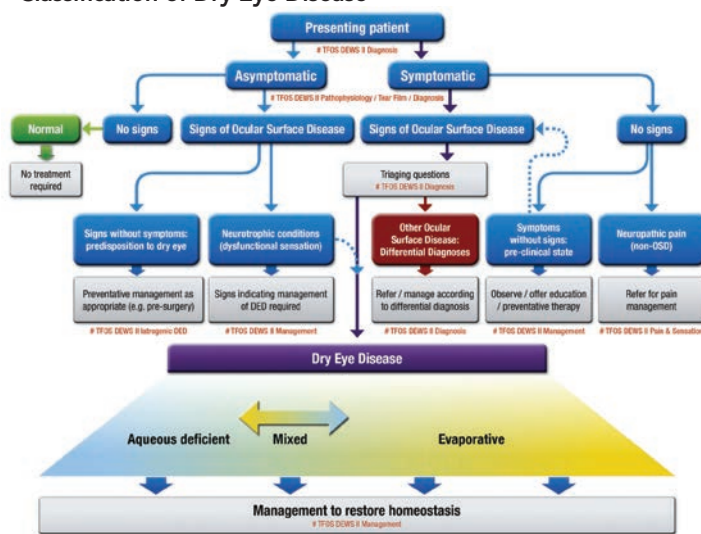 Classification of Dry Eye Disease
Presenting patient
# TFOS DEWS II Diagnosis
Asymptomatic
Symptomatic
# TFOS DEWS II Pathophysiology / Tear Film / Diagnosis
Normal
No signs
Signs of Ocular Surface Disease
Signs of Ocular Surface Disease
No signs
No treatment
required
Triaging questions
# TFOS DEWS II Diagnosis
Signs without symptoms:
predisposition to dry eye
Neurotrophic conditions
(dysfunctional sensation)
Other Ocular
Surface Disease:
Differential Diagnoses
Symptoms
without signs:
pre-clinical state
Neuropathic pain
(non-OSD)
Preventative management as
appropriate (e.g. pre-surgery)
# TFOS DEWS II Iatrogenic DED
Signs indicating management
of DED required
# TFOS DEWS II Management
Refer / manage according
to differential diagnosis
# TFOS DEWS II Diagnosis
Observe / offer education
/ preventative therapy
# TFOS DEWS II Management
Refer for pain
management
# TFOS DEWS II Pain & Sensation
Dry Eye Disease
Aqueous deficient
Mixed
Evaporative
Management to restore homeostasis
# TFOS DEWS II Management